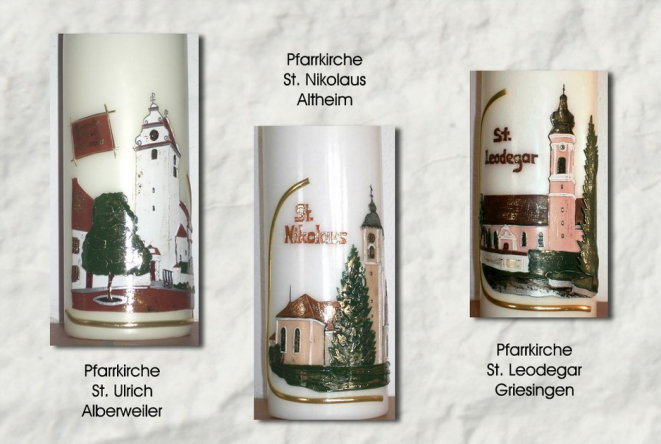 Pfarrkirche
St. Nikolaus
Altheim
St.
Leodegar
St.
Nikolaus
Pfarrkirche
St. Ulrich
Alberweiler
Pfarrkirche
St. Leodegar
Griesingen